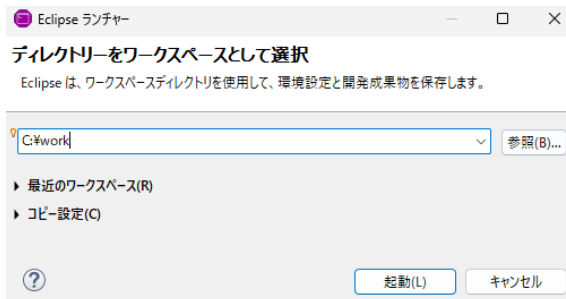 Eclipse ランチャー
ディレクトリーをワークスペースとして選択
Eclipse は、ワークスペースディレクトリを使用して、環境設定と開発成果物を保存します。
C:¥work
参照(B)...
最近のワークスペース(R)
コピー設定(C)
起動(L)
キャンセル